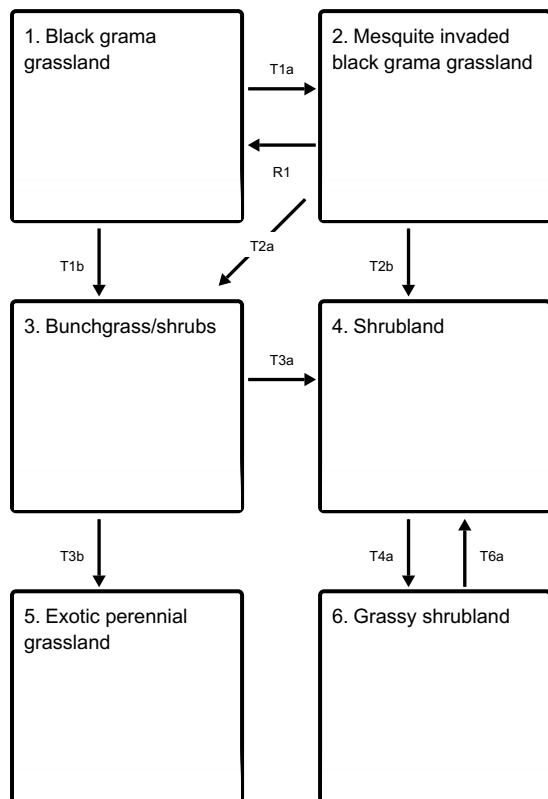 1. Black grama
grassland
T1a
2. Mesquite invaded
black grama grassland
R1
T1b
T2a
T2b
3. Bunchgrass/shrubs
T3a
4. Shrubland
T3b
T4a
T6a
5. Exotic perennial
grassland
6. Grassy shrubland